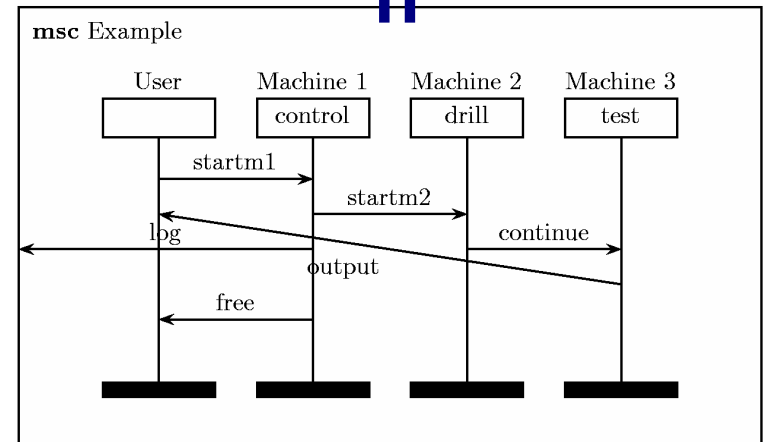 msc Example
User Machine 1 Machine 2 Machine 3
control drill test
startm1
startm2
log continue
output
free